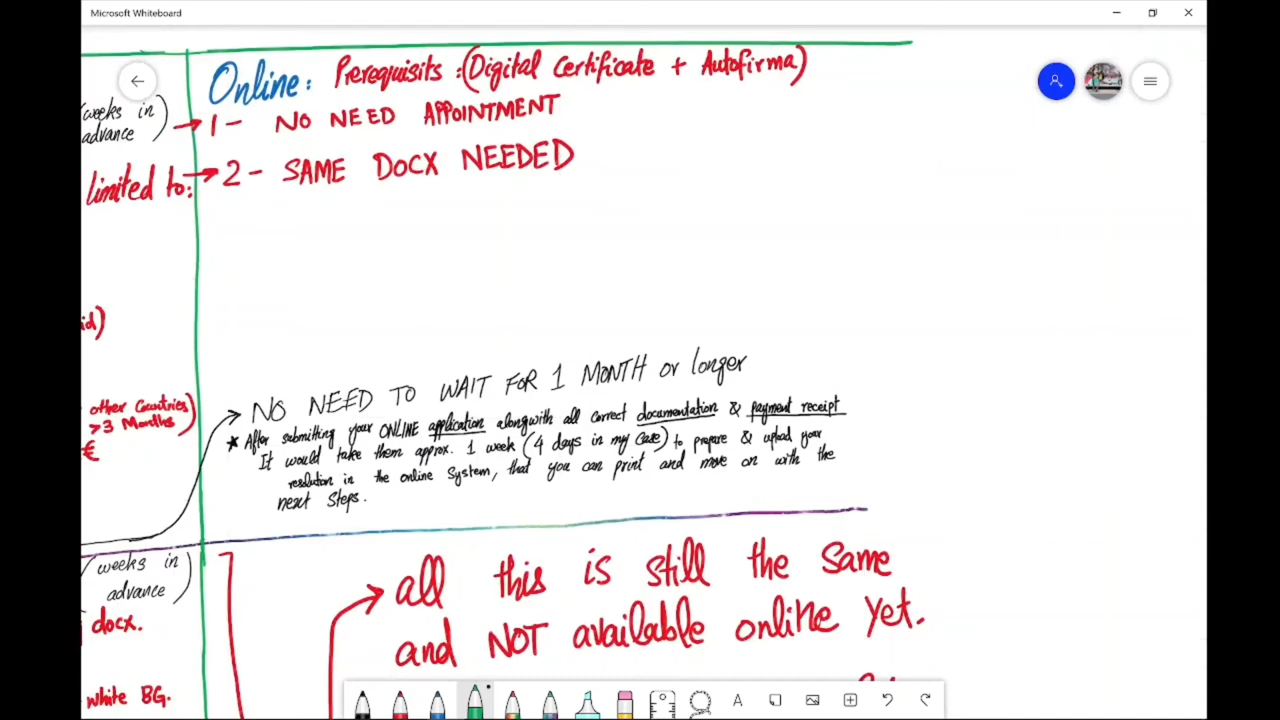 Microsoft Whiteboard
Online: Prerequisits :(Digital Certificate + Autofirma)
(weeks in
advance)
1- NO NEED APPOINTMENT
limited to:
2- SAME DOCX NEEDED
id)
other Countries)
>3 Months
€
NO NEED TO WAIT FOR 1 MONTH or longer
* After submitting your ONLINE application alongwith all correct documentation & payment receipt
It would take them approx. 1 week (4 days in my case) to prepare & upload your
resolution in the online system, that you can print and move on with the
next steps.
(weeks in
advance)
docx.
white BG.
all this is still the same
and NOT available online yet.